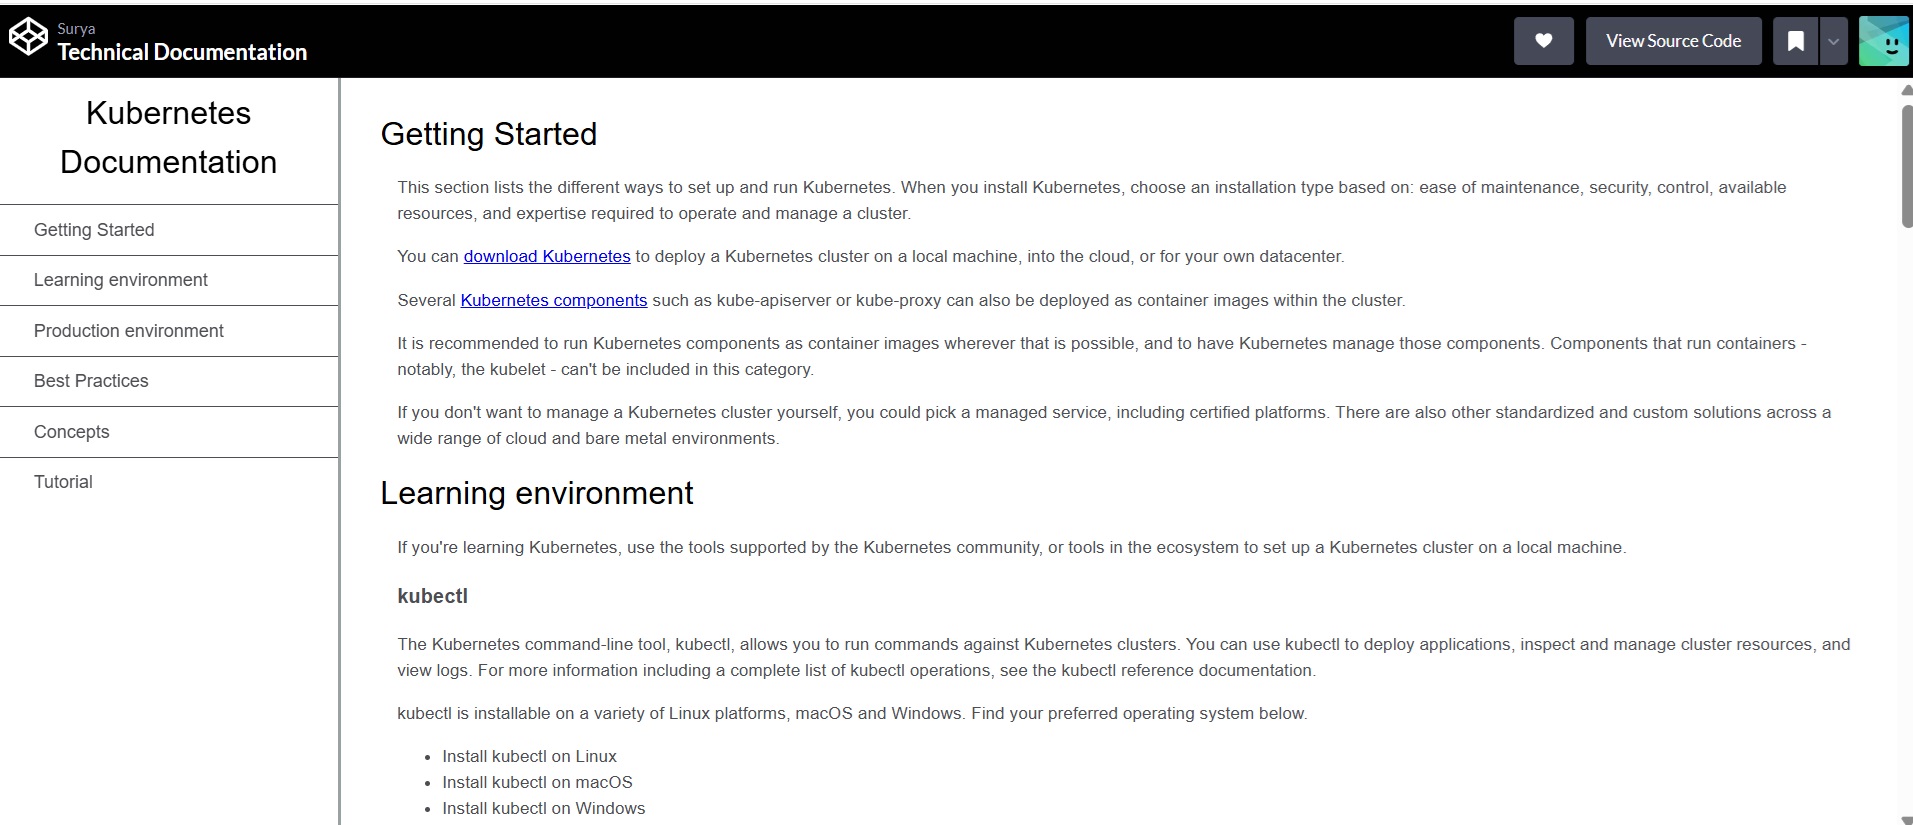 Surya
Technical Documentation
View Source Code
Kubernetes
Documentation
Getting Started
Learning environment
Production environment
Best Practices
Concepts
Tutorial
Getting Started
This section lists the different ways to set up and run Kubernetes. When you install Kubernetes, choose an installation type based on: ease of maintenance, security, control, available
resources, and expertise required to operate and manage a cluster.
You can download Kubernetes to deploy a Kubernetes cluster on a local machine, into the cloud, or for your own datacenter.
Several Kubernetes components such as kube-apiserver or kube-proxy can also be deployed as container images within the cluster.
It is recommended to run Kubernetes components as container images wherever that is possible, and to have Kubernetes manage those components. Components that run containers -
notably, the kubelet - can't be included in this category.
If you don't want to manage a Kubernetes cluster yourself, you could pick a managed service, including certified platforms. There are also other standardized and custom solutions across a
wide range of cloud and bare metal environments.
Learning environment
If you're learning Kubernetes, use the tools supported by the Kubernetes community, or tools in the ecosystem to set up a Kubernetes cluster on a local machine.
kubectl
The Kubernetes command-line tool, kubectl, allows you to run commands against Kubernetes clusters. You can use kubectl to deploy applications, inspect and manage cluster resources, and
view logs. For more information including a complete list of kubectl operations, see the kubectl reference documentation.
kubectl is installable on a variety of Linux platforms, macOS and Windows. Find your preferred operating system below.
• Install kubectl on Linux
• Install kubectl on macOS
• Install kubectl on Windows